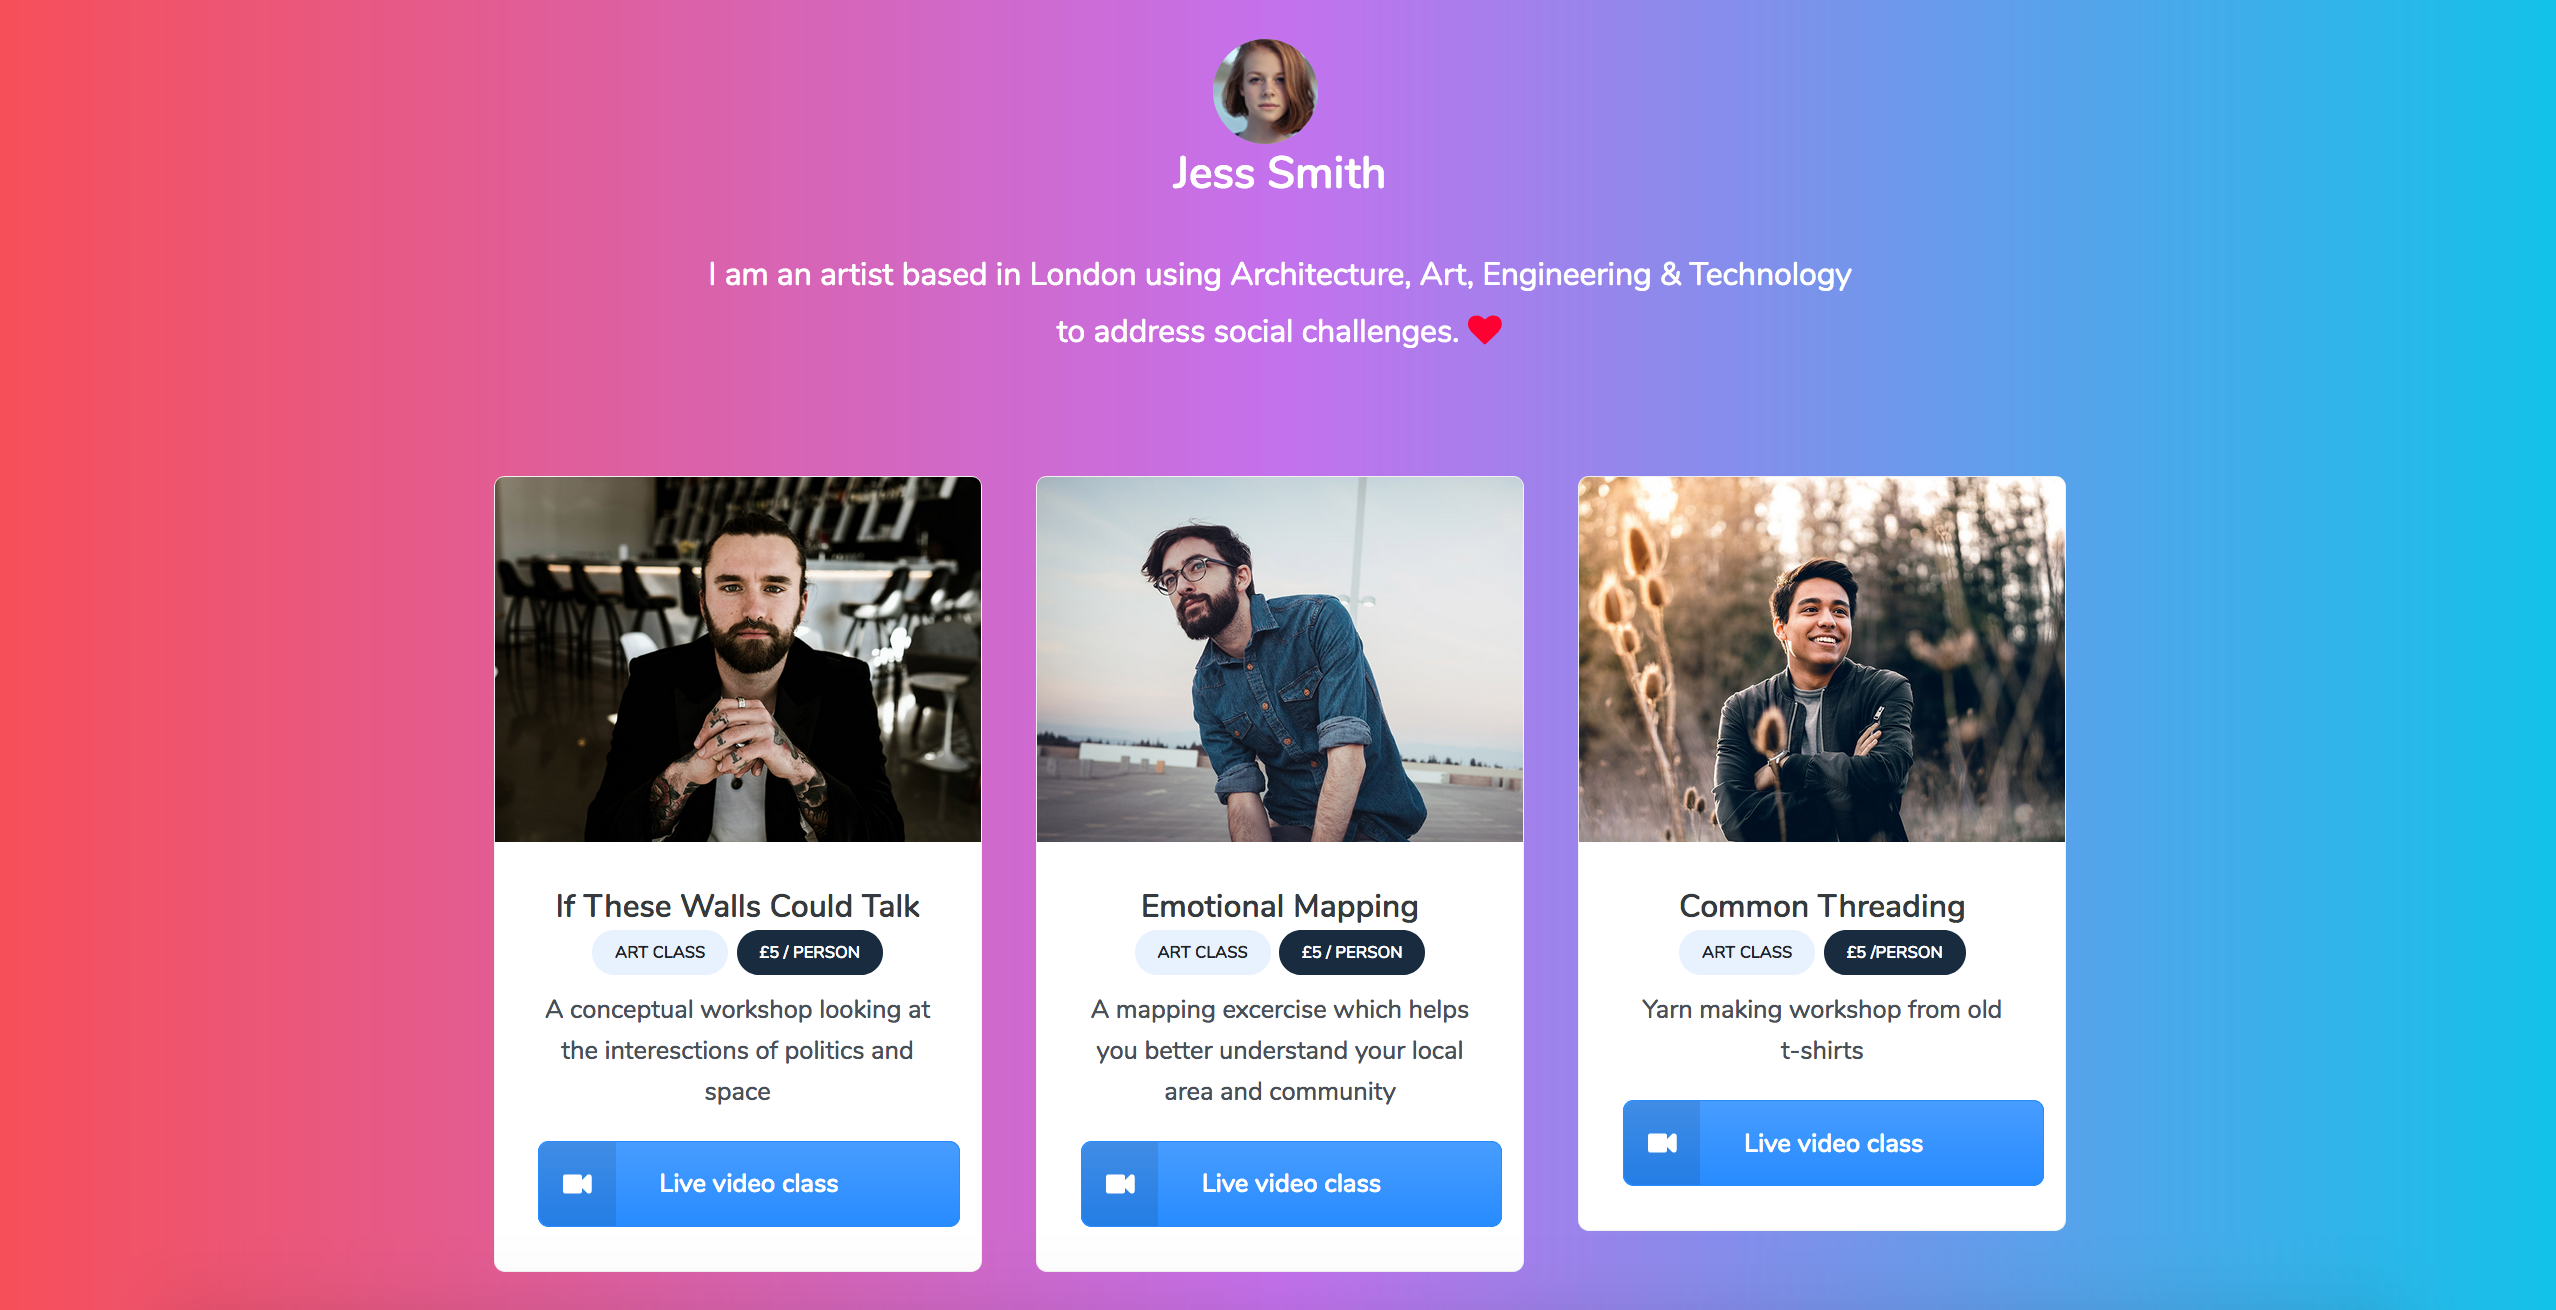 Jess Smith
I am an artist based in London using Architecture, Art, Engineering & Technology
to address social challenges.
If These Walls Could Talk
ART CLASS £5 / PERSON
A conceptual workshop looking at
the interesctions of politics and
space
Live video class
Emotional Mapping
ART CLASS £5 / PERSON
A mapping excercise which helps
you better understand your local
area and community
Live video class
Common Threading
ART CLASS £5 /PERSON
Yarn making workshop from old
t-shirts
Live video class